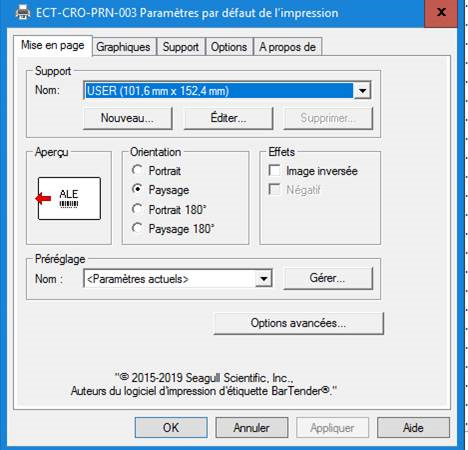 ECT-CRO-PRN-003 Paramètres par défaut de l'impression
x
Mise en page Graphiques Support Options A propos de
Support
Nom: USER (101,6 mm x 152,4 mm)
Nouveau... Éditer... Supprimer...
Aperçu
ALE
Orientation
Portrait
Paysage
Portrait 180°
Paysage 180°
Effets
Image inversée
Négatif
Préréglage
Nom : <Paramètres actuels> Gérer...
Options avancées...
"© 2015-2019 Seagull Scientific, Inc.,
Auteurs du logiciel d'impression d'étiquette BarTender®."
OK Annuler Appliquer Aide